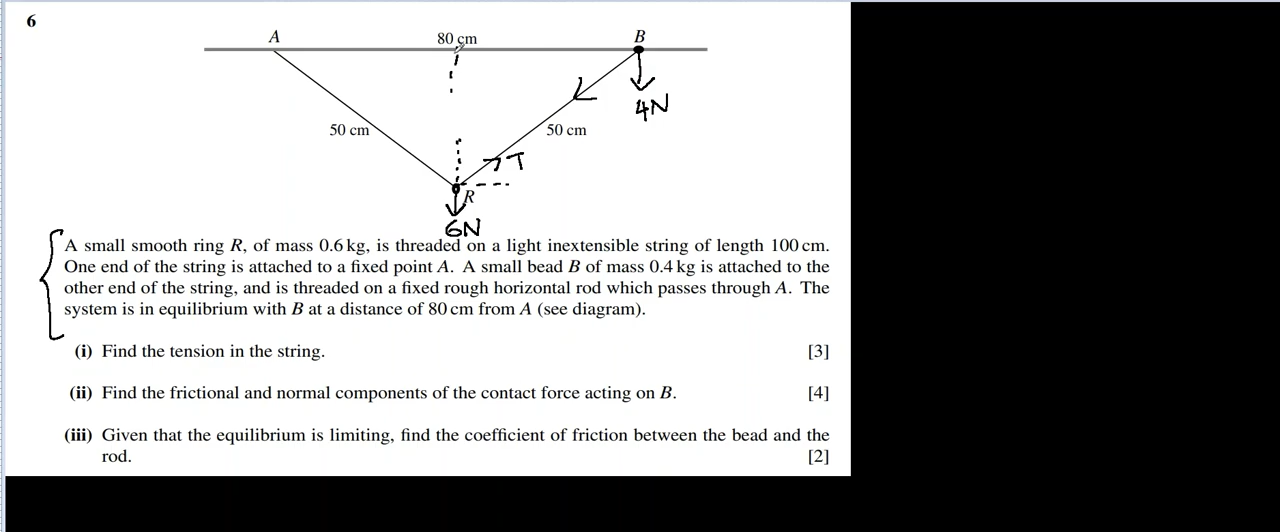 6
A 80 cm B
4N
50 cm 50 cm
T
R
6N
A small smooth ring R, of mass 0.6 kg, is threaded on a light inextensible string of length 100 cm.
One end of the string is attached to a fixed point A. A small bead B of mass 0.4 kg is attached to the
other end of the string, and is threaded on a fixed rough horizontal rod which passes through A. The
system is in equilibrium with B at a distance of 80 cm from A (see diagram).
(i) Find the tension in the string. [3]
(ii) Find the frictional and normal components of the contact force acting on B. [4]
(iii) Given that the equilibrium is limiting, find the coefficient of friction between the bead and the
rod. [2]